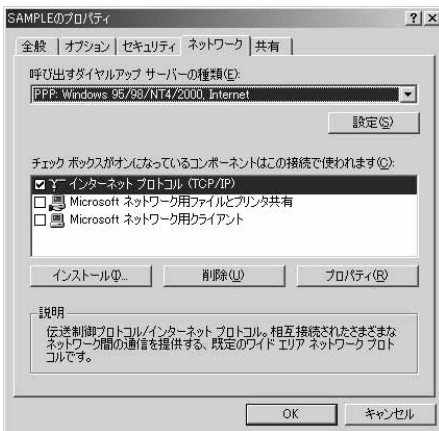 SAMPLEのプロパティ
全般
オプション
セキュリティ
ネットワーク
共有
呼び出すダイヤルアップ サーバーの種類(E):
PPP: Windows 95/98/NT4/2000, Internet
設定(S)
チェック ボックスがオンになっているコンポーネントはこの接続で使われます(C):
インターネット プロトコル (TCP/IP)
Microsoft ネットワーク用ファイルとプリンタ共有
Microsoft ネットワーク用クライアント
インストール(I)...
削除(U)
プロパティ(R)
説明
伝送制御プロトコル/インターネット プロトコル。相互接続されたさまざまな
ネットワーク間の通信を提供する、既定のワイド エリア ネットワーク プロト
コルです。
OK
キャンセル